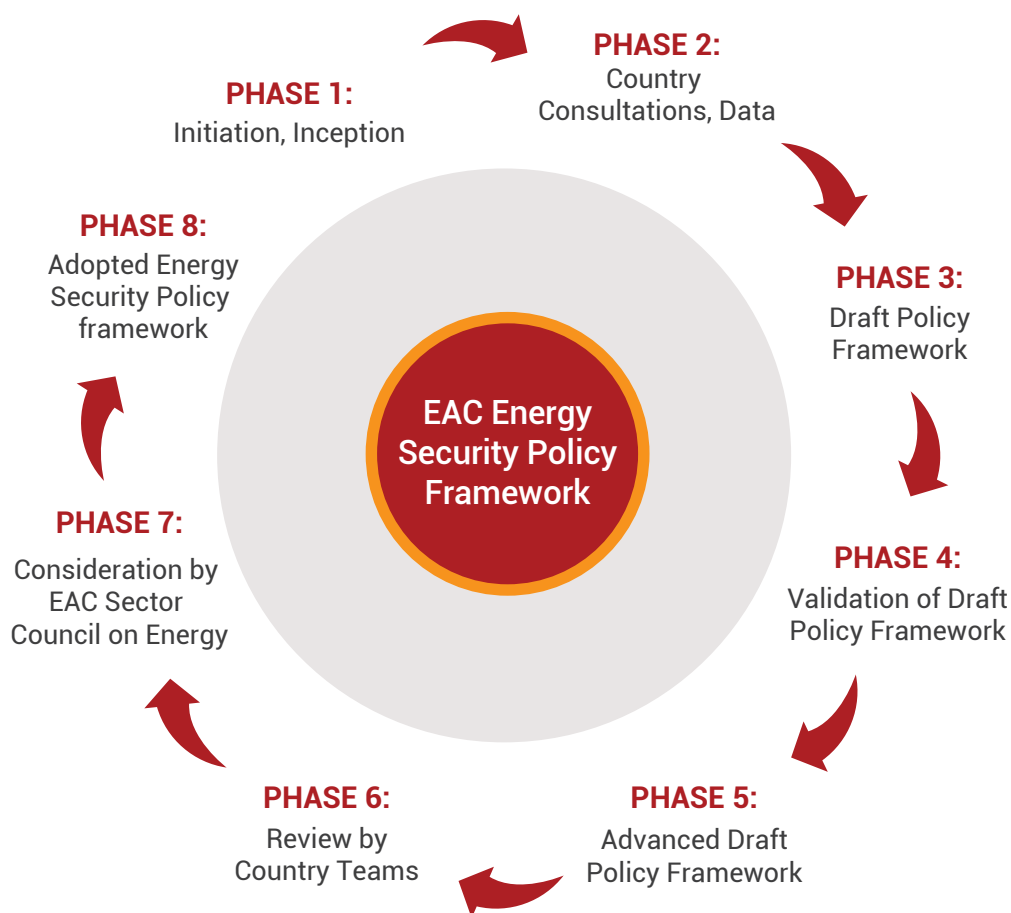 PHASE 1:
Initiation, Inception
PHASE 2:
Country
Consultations, Data
PHASE 3:
Draft Policy
Framework
PHASE 4:
Validation of Draft
Policy Framework
PHASE 5:
Advanced Draft
Policy Framework
PHASE 6:
Review by
Country Teams
PHASE 7:
Consideration by
EAC Sector
Council on Energy
PHASE 8:
Adopted Energy
Security Policy
framework
EAC Energy
Security Policy
Framework